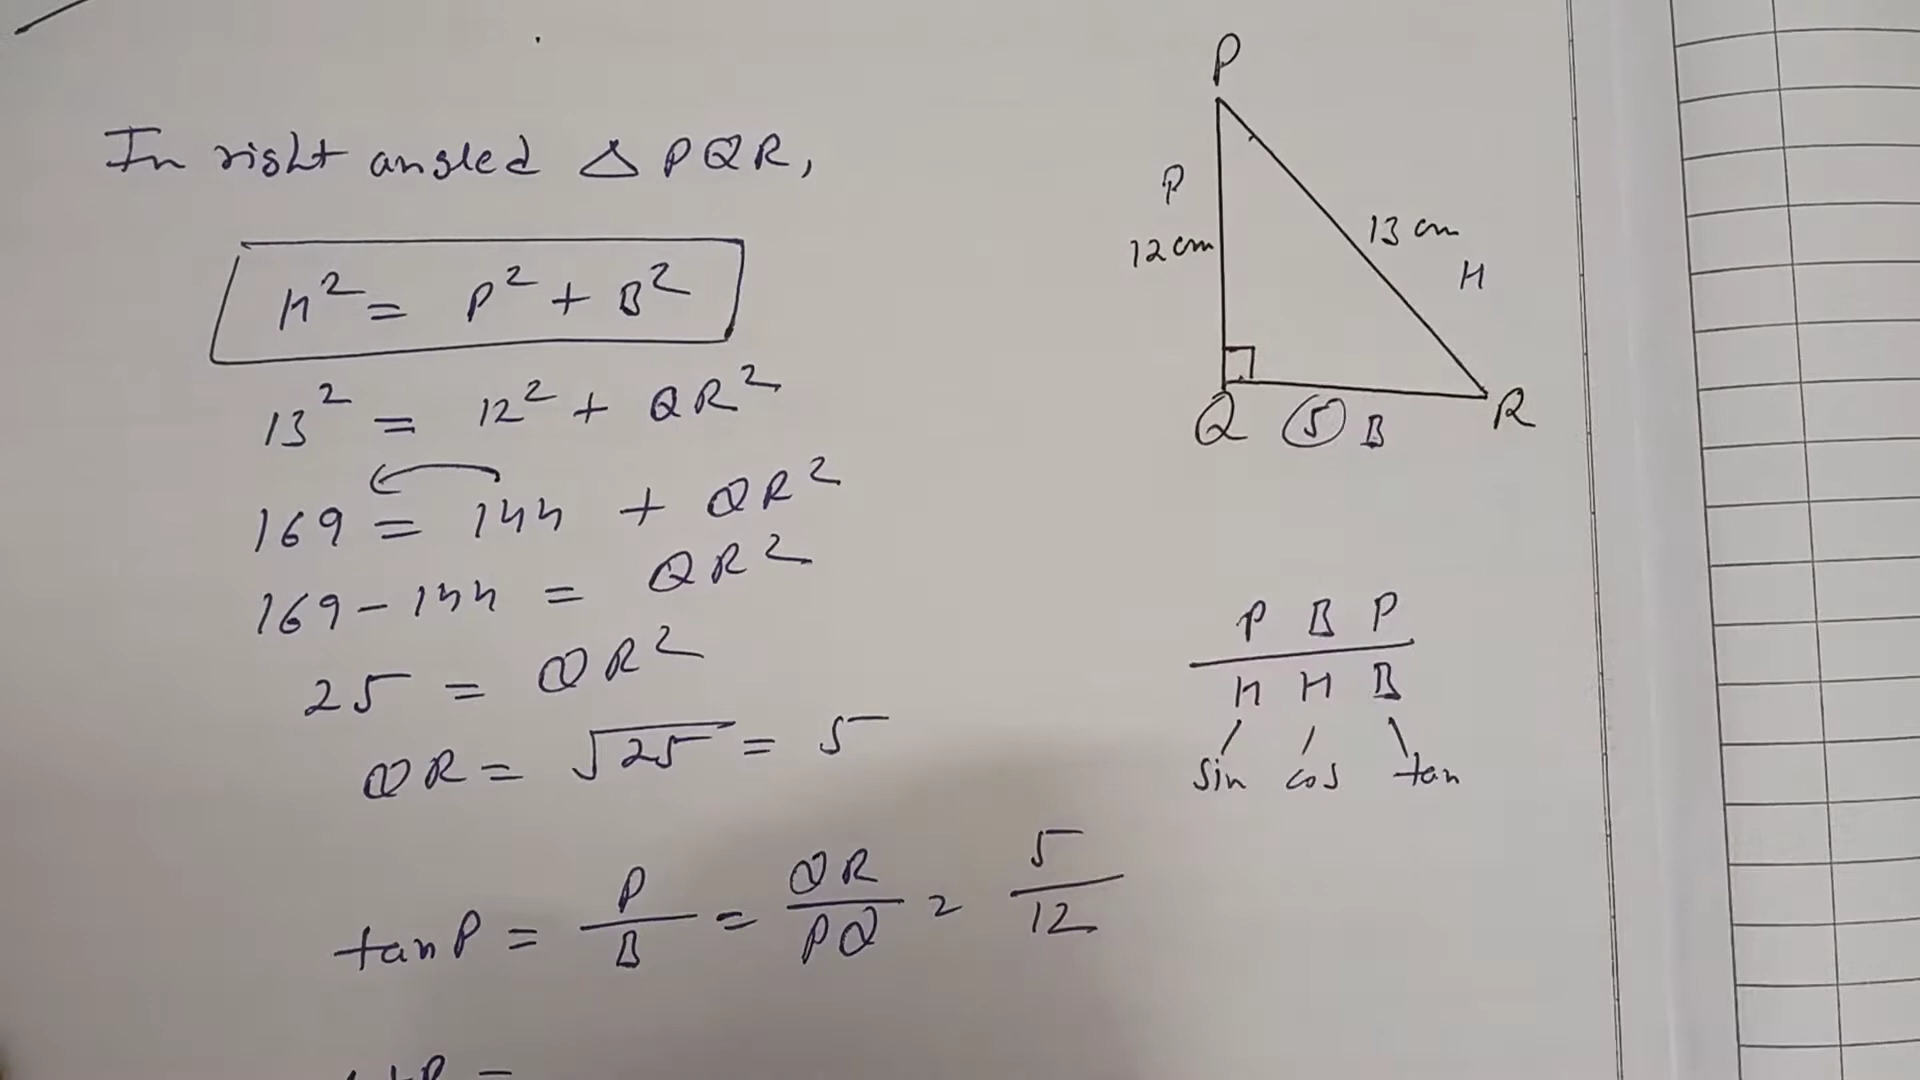 In right angled △ PQR,
H² = P² + B²
13² = 12² + QR²
169 = 144 + QR²
169 - 144 = QR²
25 = QR²
QR = √25 = 5
tan P = P/B = QR/PQ = 5/12
P
P
12 cm
13 cm
H
Q 5 B R
P B P
H H B
sin cos tan